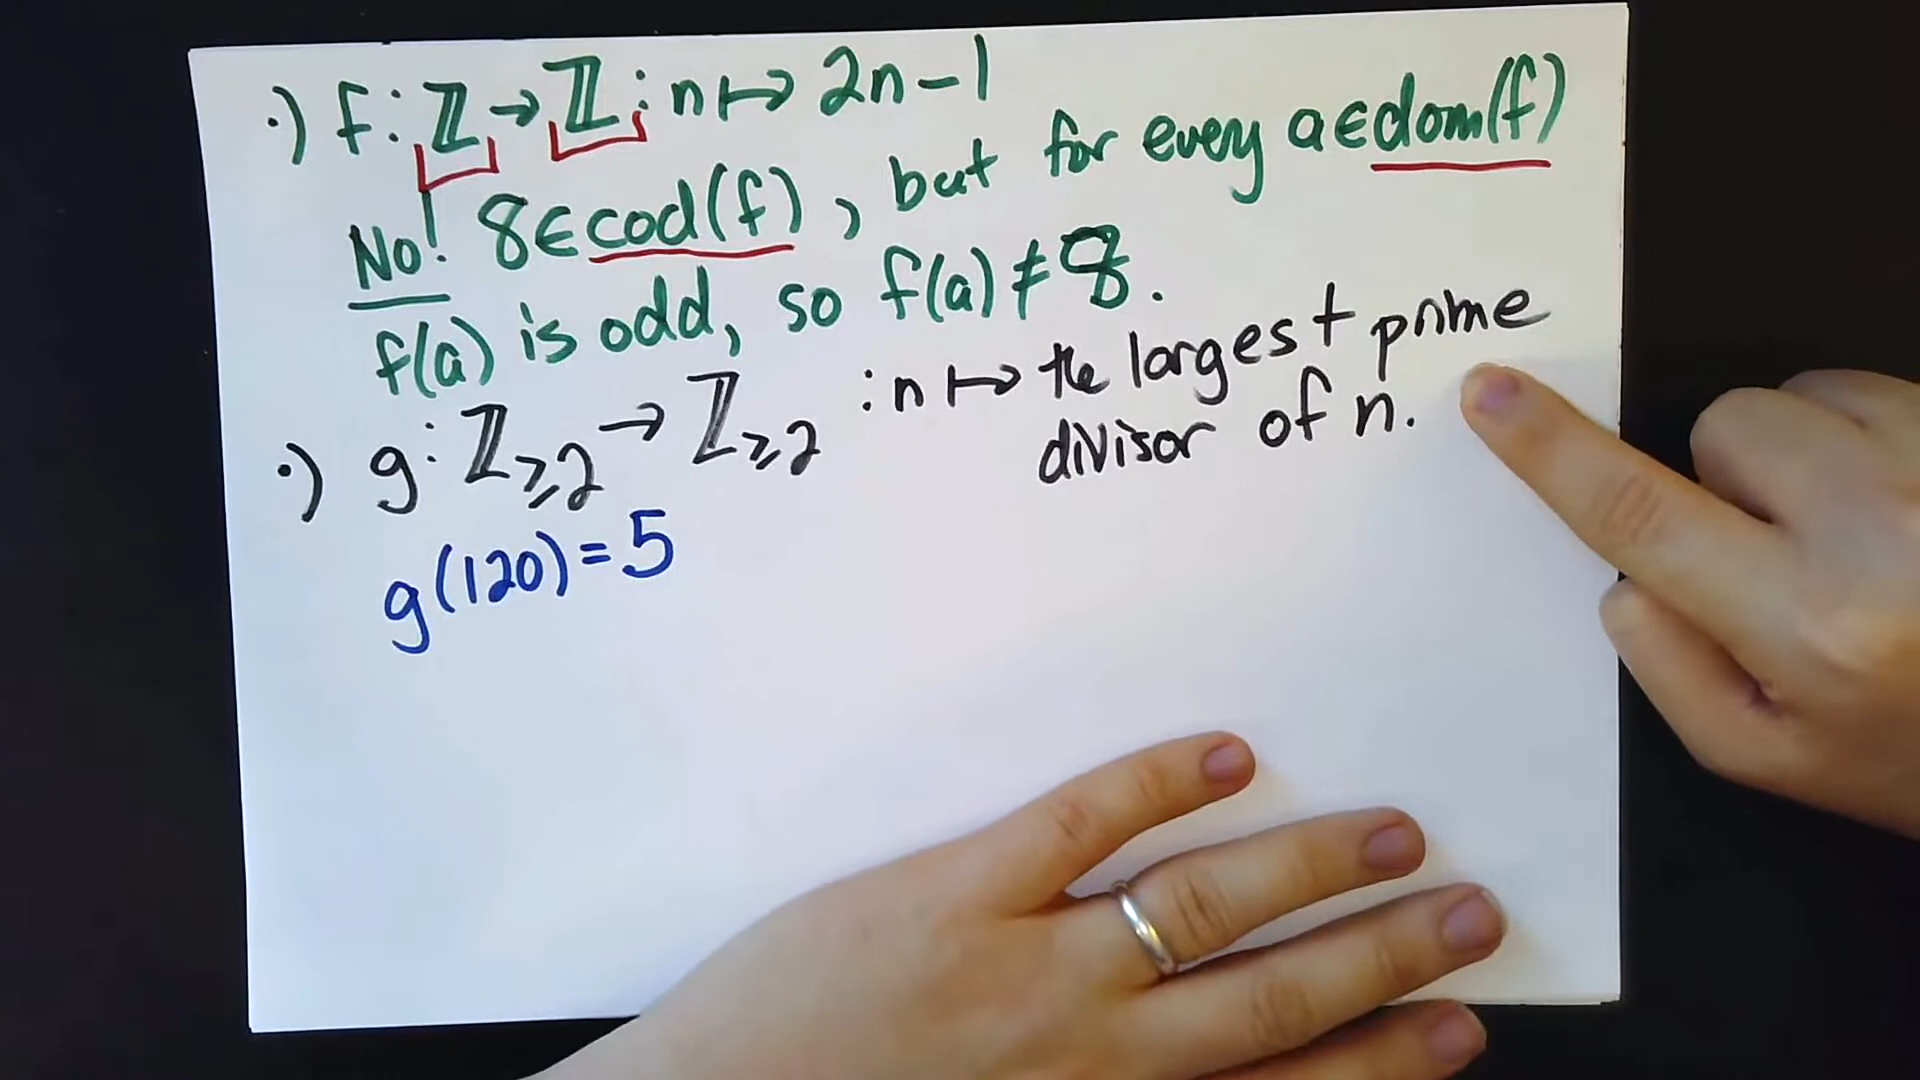 ·) f: ℤ → ℤ : n ↦ 2n-1
No! 8 ∈ cod(f), but for every a ∈ dom(f)
f(a) is odd, so f(a) ≠ 8.
·) g: ℤ≥2 → ℤ≥2 : n ↦ the largest prime
divisor of n.
g(120) = 5